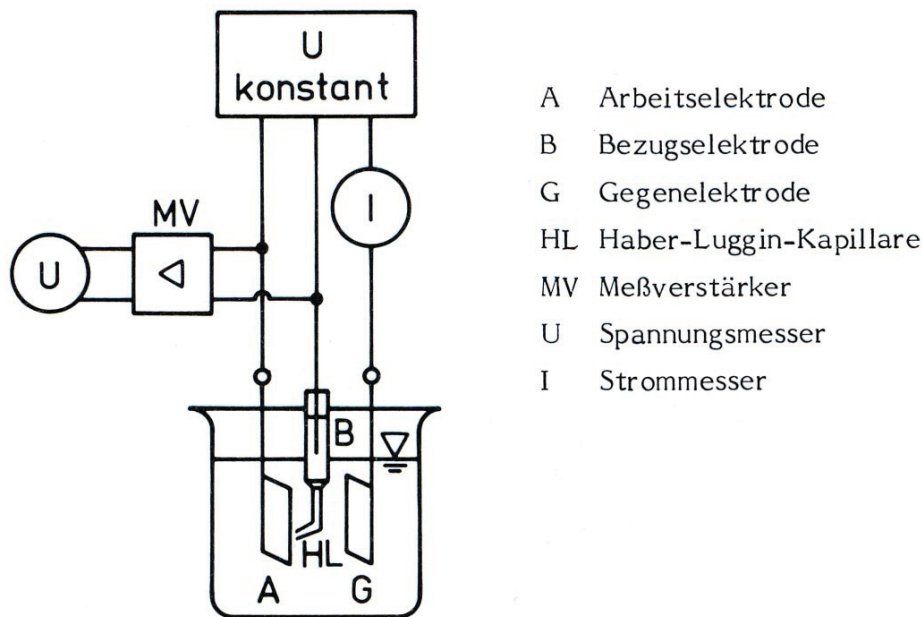 U
konstant
MV
I
U
B
HL
A
G
A Arbeitselektrode
B Bezugselektrode
G Gegenelektrode
HL Haber-Luggin-Kapillare
MV Meßverstärker
U Spannungsmesser
I Strommesser